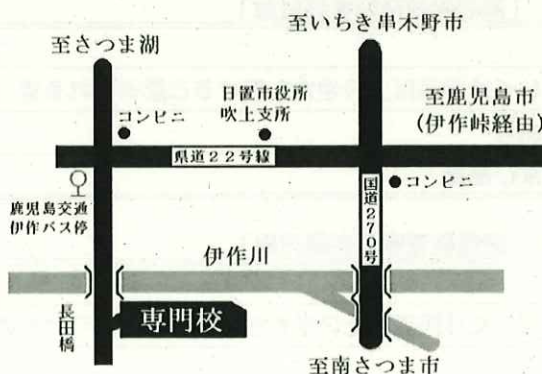 至いちき串木野市
至さつま湖
日置市役所
吹上支所
コンビニ
至鹿児島市
(伊作峠経由)
県道22号線
国道270号
コンビニ
鹿児島交通
伊作バス停
伊作川
長田橋
専門校
至南さつま市